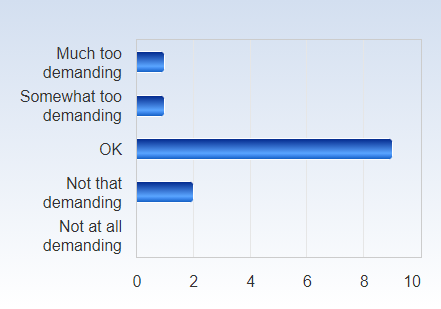 Much too
demanding
Somewhat too
demanding
OK
Not that
demanding
Not at all
demanding
0 2 4 6 8 10